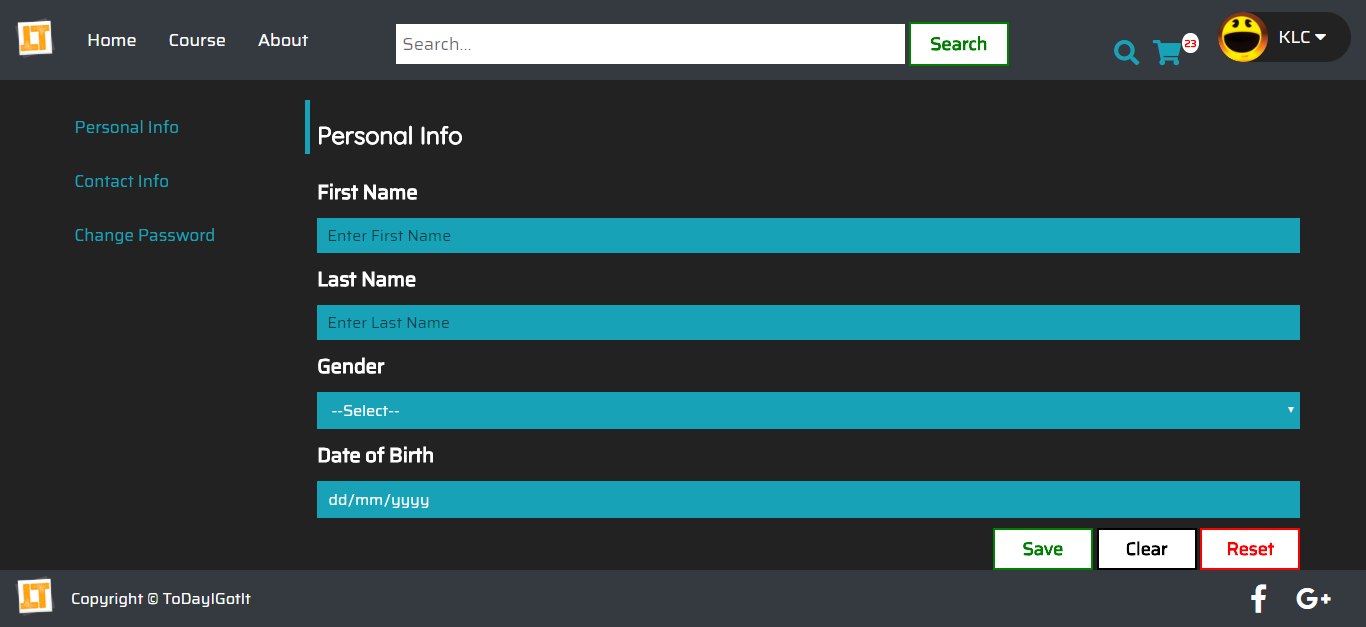 LT Home Course About Search... Search 23 KLC
Personal Info
Contact Info
Change Password
Personal Info
First Name
Enter First Name
Last Name
Enter Last Name
Gender
--Select--
Date of Birth
dd/mm/yyyy
Save Clear Reset
LT Copyright © ToDayIGotIt f G+